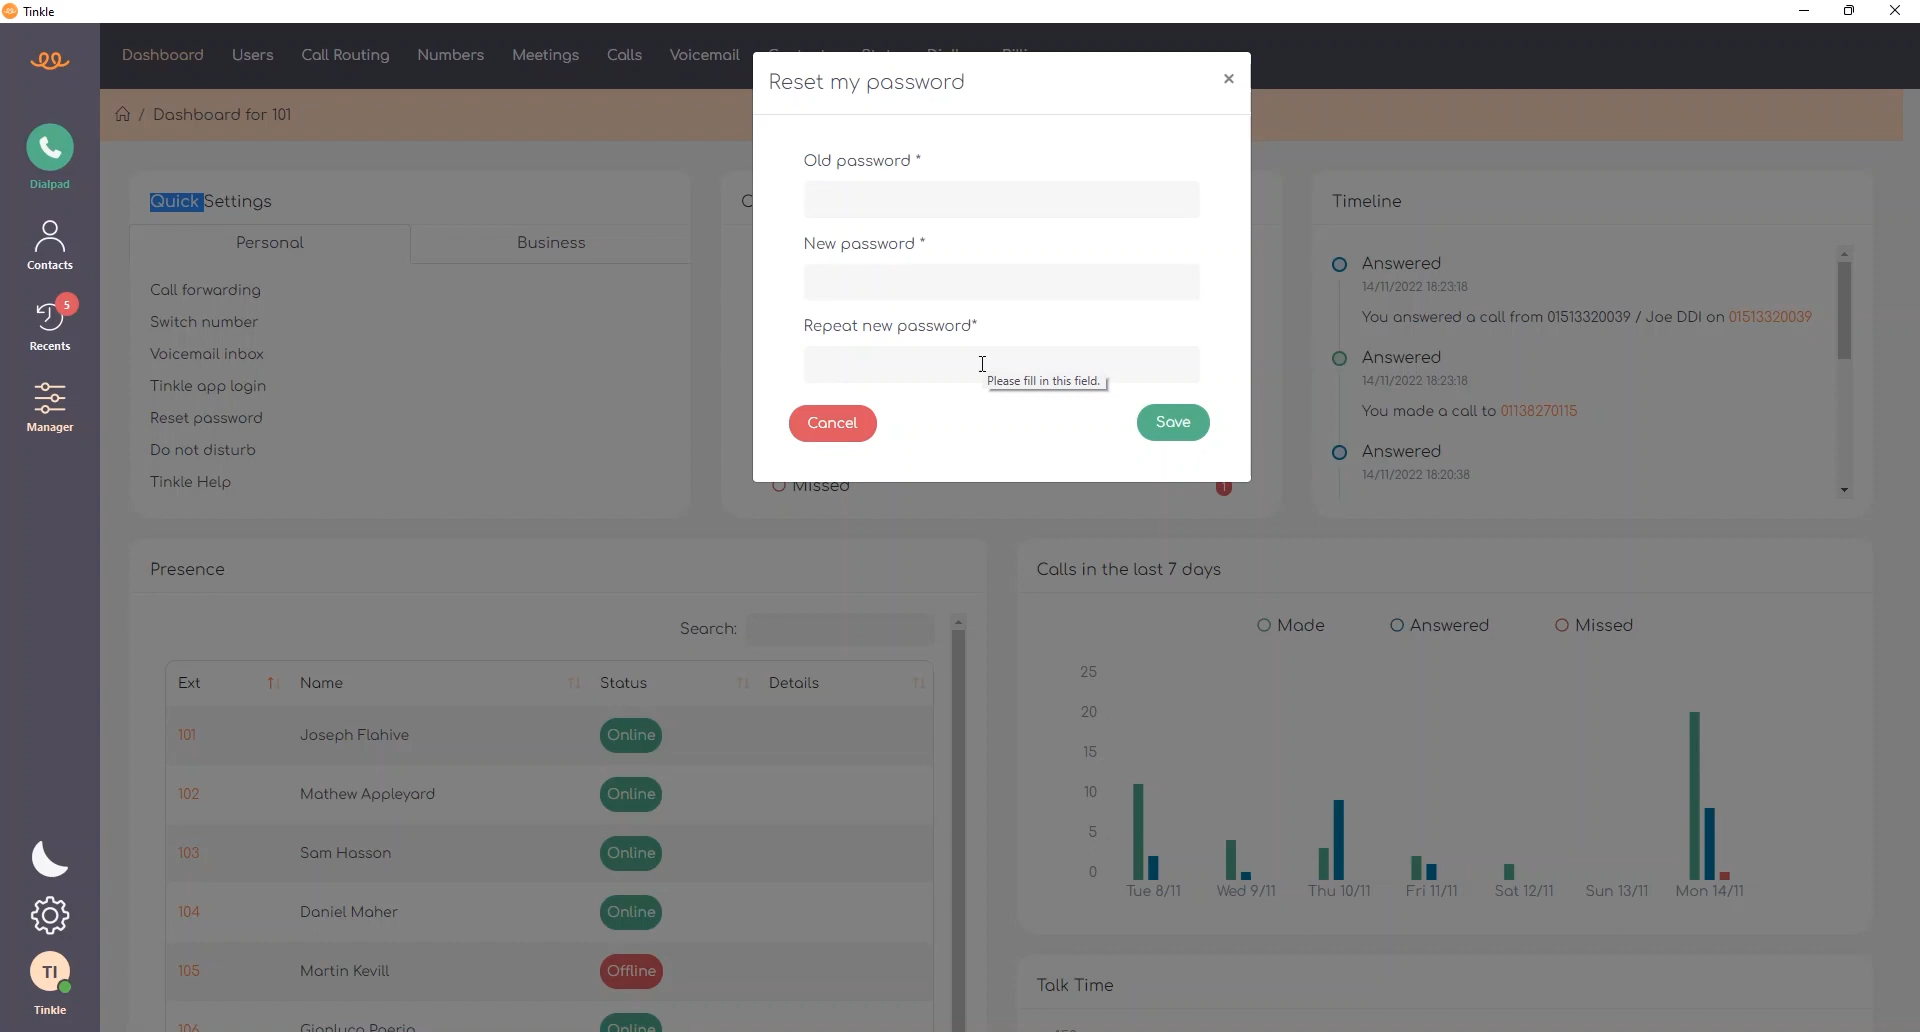 Tinkle
Dashboard Users Call Routing Numbers Meetings Calls Voicemail
Dialpad
Contacts
5
Recents
Manager
Tinkle
TI
/ Dashboard for 101
Quick Settings
Personal Business
Call forwarding
Switch number
Voicemail inbox
Tinkle app login
Reset password
Do not disturb
Tinkle Help
Reset my password ×
Old password *
New password *
Repeat new password*
Please fill in this field.
Cancel Save
Missed 1
Timeline
Answered
14/11/2022 18:23:18
You answered a call from 01513320039 / Joe DDI on 01513320039
Answered
14/11/2022 18:23:18
You made a call to 01138270115
Answered
14/11/2022 18:20:38
Presence
Search:
Ext Name Status Details
101 Joseph Flahive Online
102 Mathew Appleyard Online
103 Sam Hasson Online
104 Daniel Maher Online
105 Martin Kevill Offline
106 Online
Calls in the last 7 days
Made Answered Missed
25
20
15
10
5
0
Tue 8/11 Wed 9/11 Thu 10/11 Fri 11/11 Sat 12/11 Sun 13/11 Mon 14/11
Talk Time